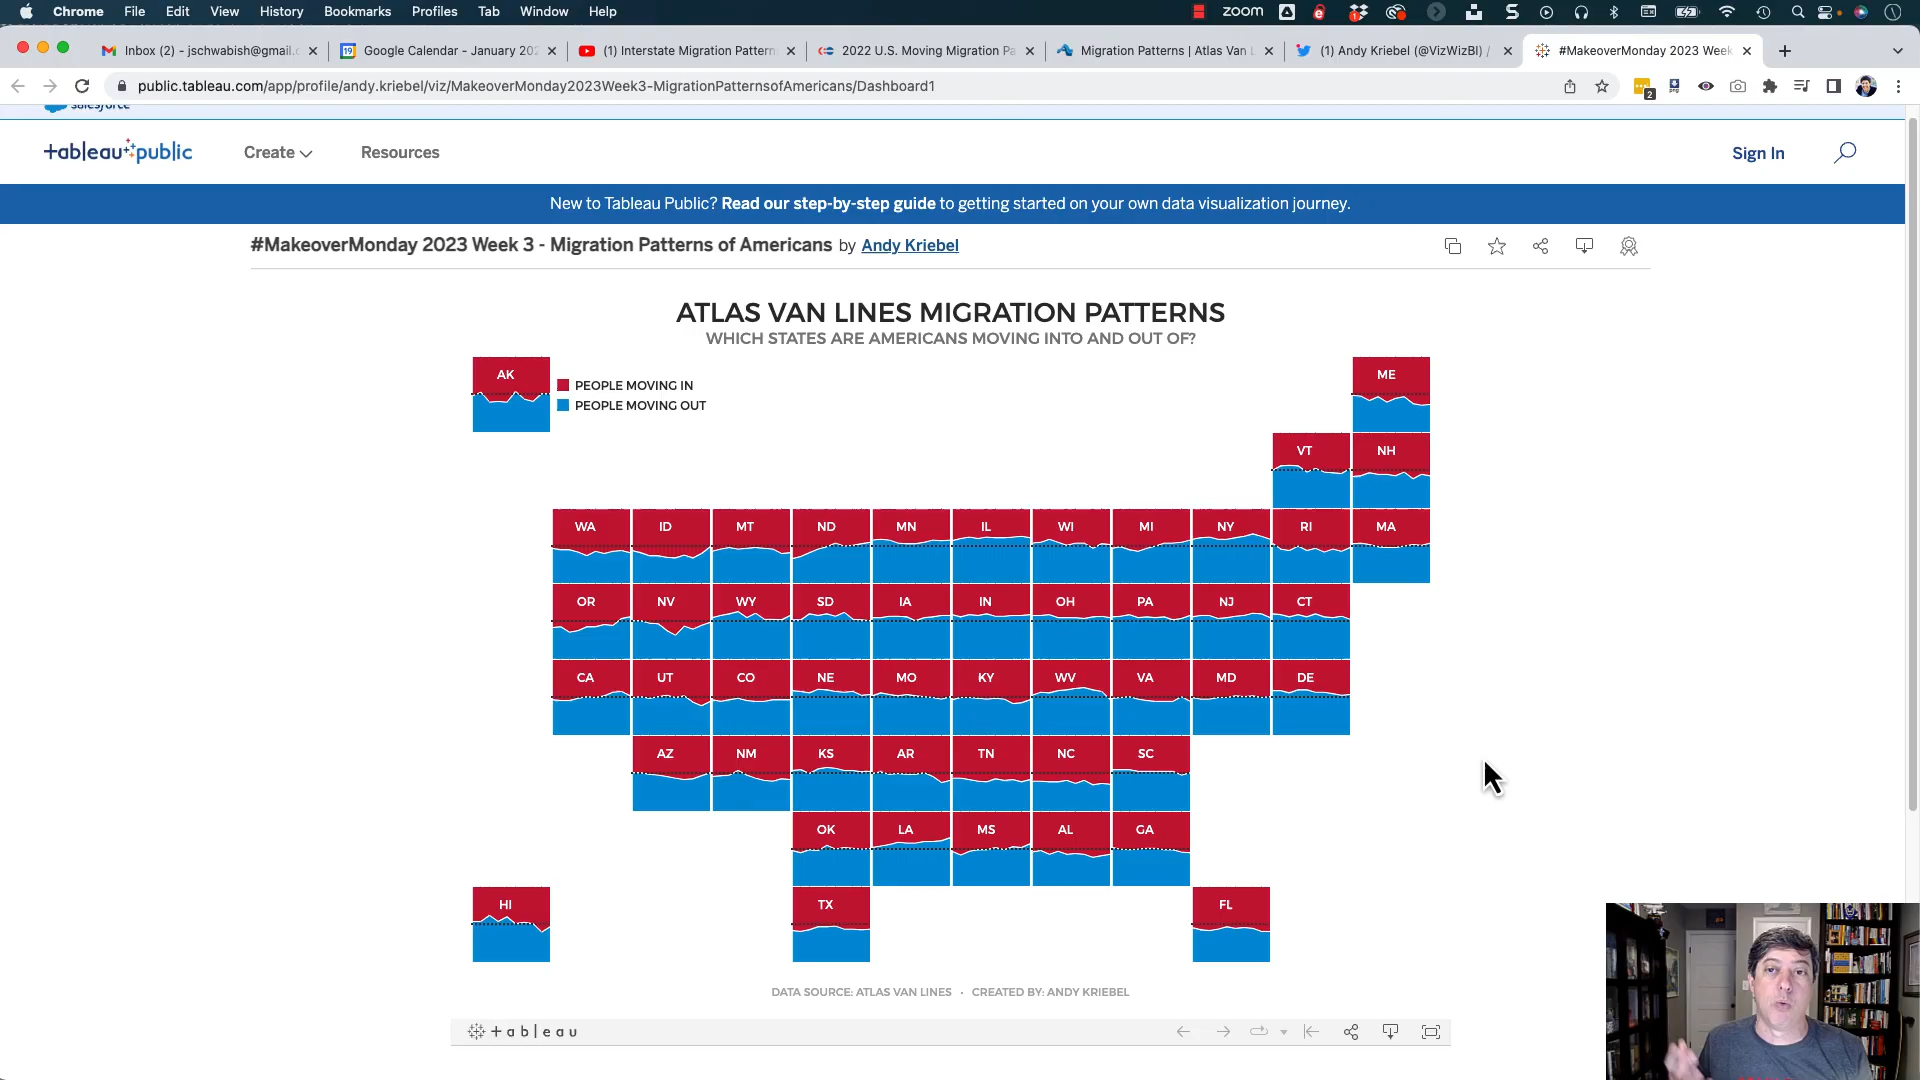 Chrome File Edit View History Bookmarks Profiles Tab Window Help
zoom
Inbox (2) - jschwabish@gmail.c
Google Calendar - January 202
(1) Interstate Migration Pattern
2022 U.S. Moving Migration Pa
Migration Patterns | Atlas Van L
(1) Andy Kriebel (@VizWizBI) /
#MakeoverMonday 2023 Week
public.tableau.com/app/profile/andy.kriebel/viz/MakeoverMonday2023Week3-MigrationPatternsofAmericans/Dashboard1
2
salesforce
+ableau+public
Create
Resources
Sign In
New to Tableau Public? Read our step-by-step guide to getting started on your own data visualization journey.
#MakeoverMonday 2023 Week 3 - Migration Patterns of Americans by Andy Kriebel
ATLAS VAN LINES MIGRATION PATTERNS
WHICH STATES ARE AMERICANS MOVING INTO AND OUT OF?
AK
PEOPLE MOVING IN
PEOPLE MOVING OUT
ME
VT NH
WA ID MT ND MN IL WI MI NY RI MA
OR NV WY SD IA IN OH PA NJ CT
CA UT CO NE MO KY WV VA MD DE
AZ NM KS AR TN NC SC
OK LA MS AL GA
HI TX FL
DATA SOURCE: ATLAS VAN LINES · CREATED BY: ANDY KRIEBEL
+ableau